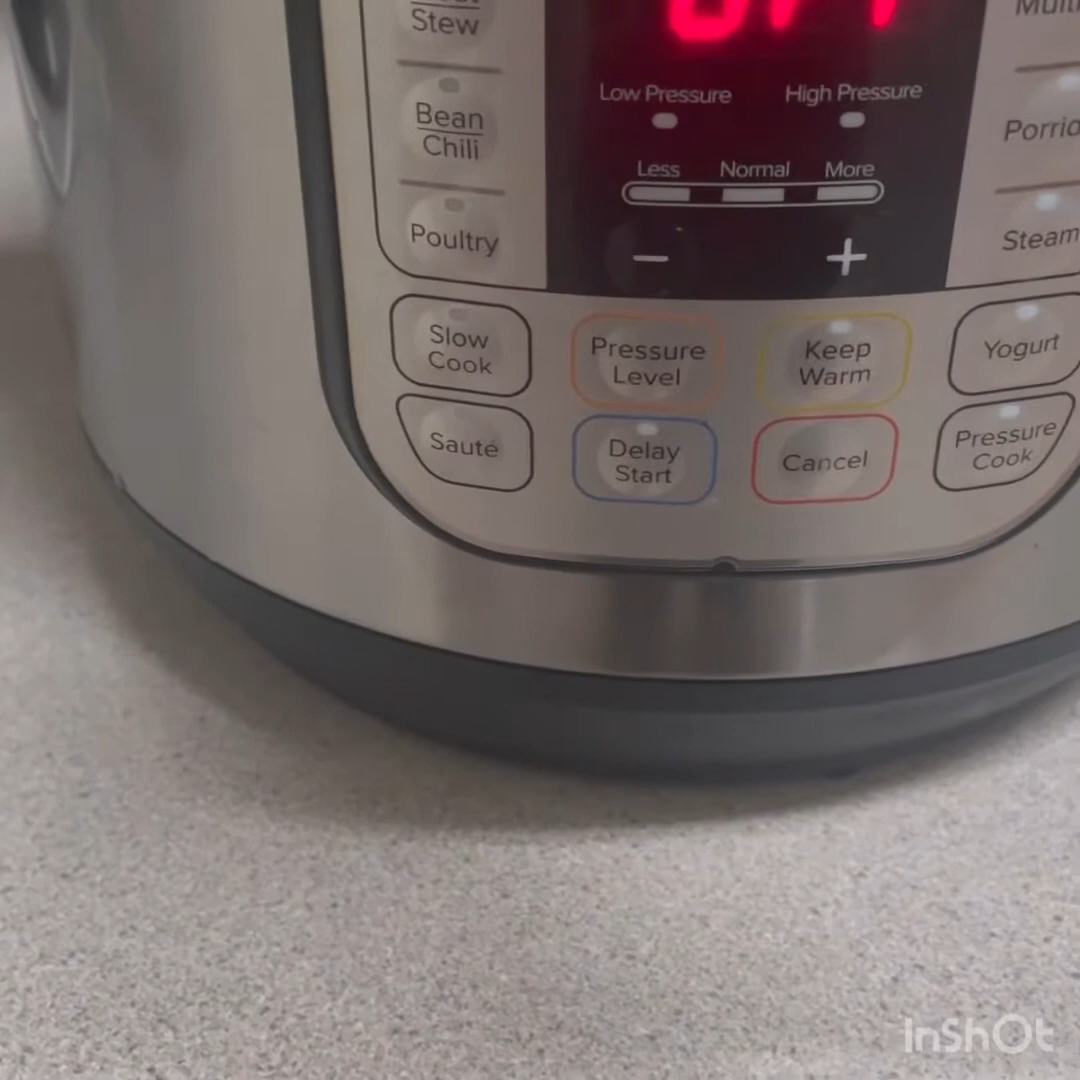 Stew
Low Pressure
High Pressure
Bean
Chili
Less
Normal
More
Poultry
−
+
Steam
Slow
Cook
Pressure
Level
Keep
Warm
Yogurt
Sauté
Delay
Start
Cancel
Pressure
Cook
InShOt